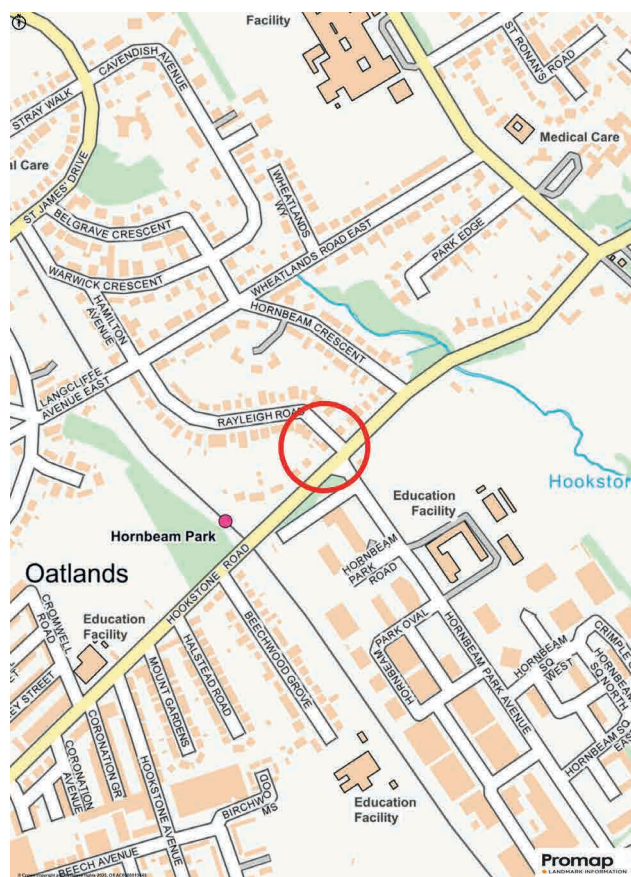 Facility
CAVENDISH AVENUE
ST RONAN'S
ROAD
STRAY WALK
Medical Care
al Care
ST JAMES' DRIVE
WHEATLANDS
WY
BELGRAVE CRESCENT
WHEATLANDS ROAD EAST
PARK EDGE
WARWICK CRESCENT
HAMILTON
AVENUE
HORNBEAM CRESCENT
LANGCLIFFE
AVENUE EAST
RAYLEIGH ROAD
Hookston
Education
Facility
Hornbeam Park
HORNBEAM
PARK
ROAD
Oatlands
HOOKSTONE ROAD
Education
Facility
CROMWELL
ROAD
BEECHWOOD GROVE
PARK OVAL
HORNBEAM
HORNBEAM PARK AVENUE
HORNBEAM
SQ
WEST
CRIMPLE
HORNBEAM
SQ NORTH
HALSTEAD ROAD
MOUNT GARDENS
EY STREET
CORONATION GR
CORONATION
AVENUE
HOOKSTONE AVENUE
HORNBEAM SQ
EAST
Education
Facility
BIRCHWOOD
MS
BEECH AVENUE
Promap
LANDMARK INFORMATION